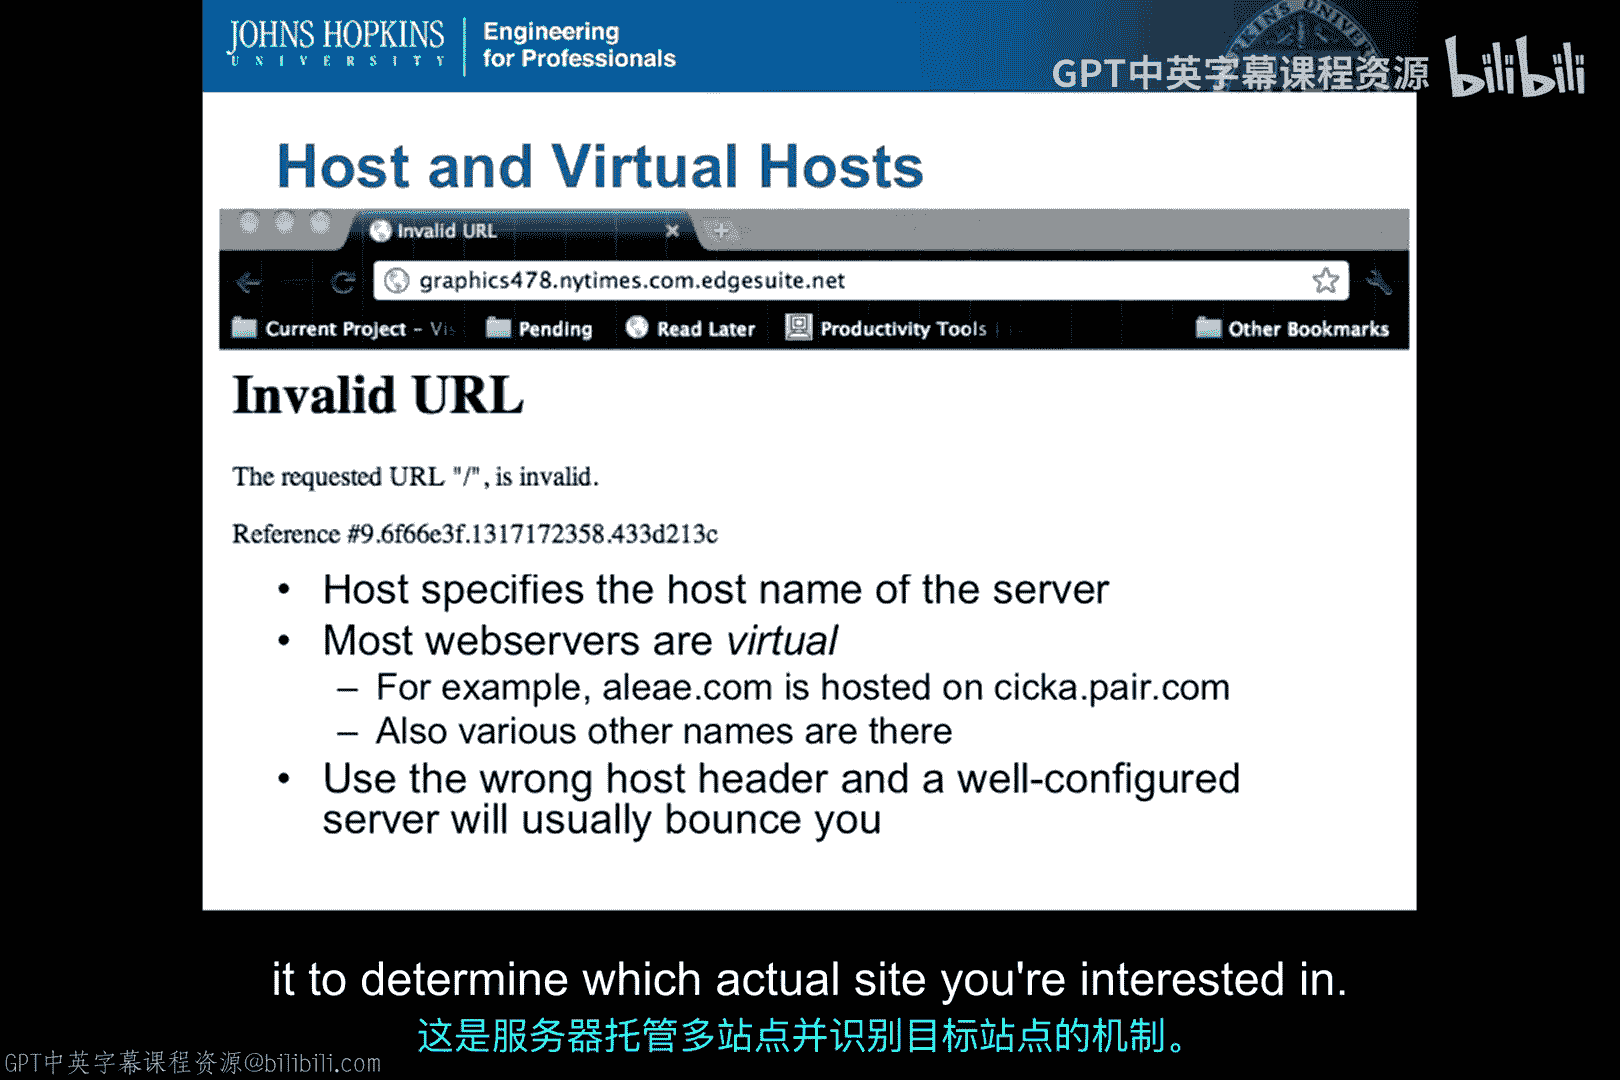 JOHNS HOPKINS
UNIVERSITY
Engineering
for Professionals
GPT中英字幕课程资源 bilibili
Host and Virtual Hosts
Invalid URL
graphics478.nytimes.com.edgesuite.net
Current Project – Vis
Pending
Read Later
Productivity Tools
Other Bookmarks
Invalid URL
The requested URL "/", is invalid.
Reference #9.6f66e3f.1317172358.433d213c
• Host specifies the host name of the server
• Most webservers are virtual
– For example, aleae.com is hosted on cicka.pair.com
– Also various other names are there
• Use the wrong host header and a well-configured
server will usually bounce you
it to determine which actual site you're interested in.
这是服务器托管多站点并识别目标站点的机制。
GPT中英字幕课程资源@bilibili.com